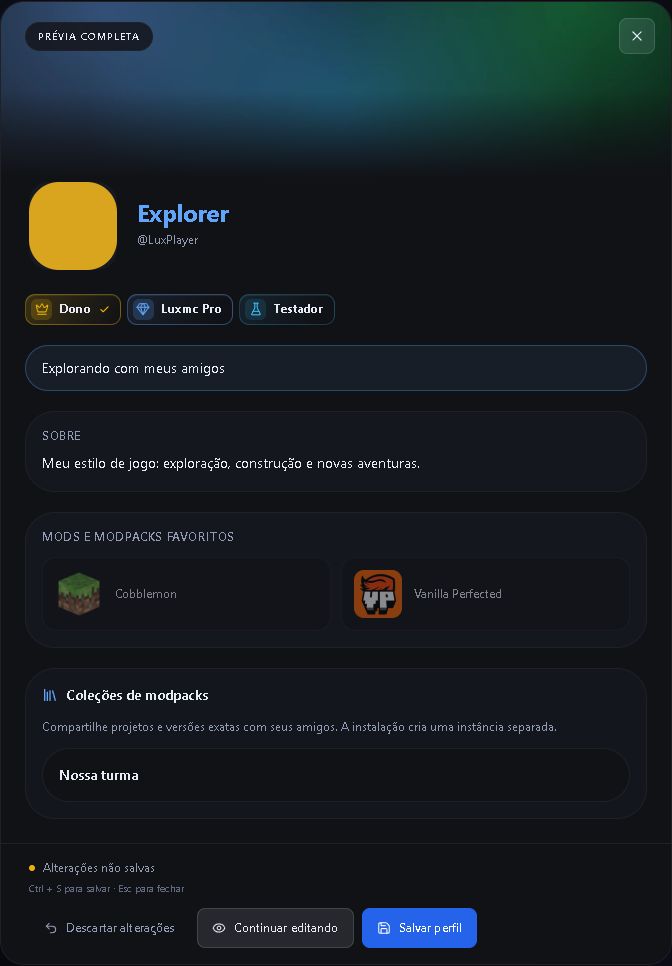 PRÉVIA COMPLETA
Explorer
@LuxPlayer
Dono
Luxmc Pro
Testador
Explorando com meus amigos
SOBRE
Meu estilo de jogo: exploração, construção e novas aventuras.
MODS E MODPACKS FAVORITOS
Cobblemon
VP
Vanilla Perfected
Coleções de modpacks
Compartilhe projetos e versões exatas com seus amigos. A instalação cria uma instância separada.
Nossa turma
Alterações não salvas
Ctrl + S para salvar · Esc para fechar
Descartar alterações
Continuar editando
Salvar perfil